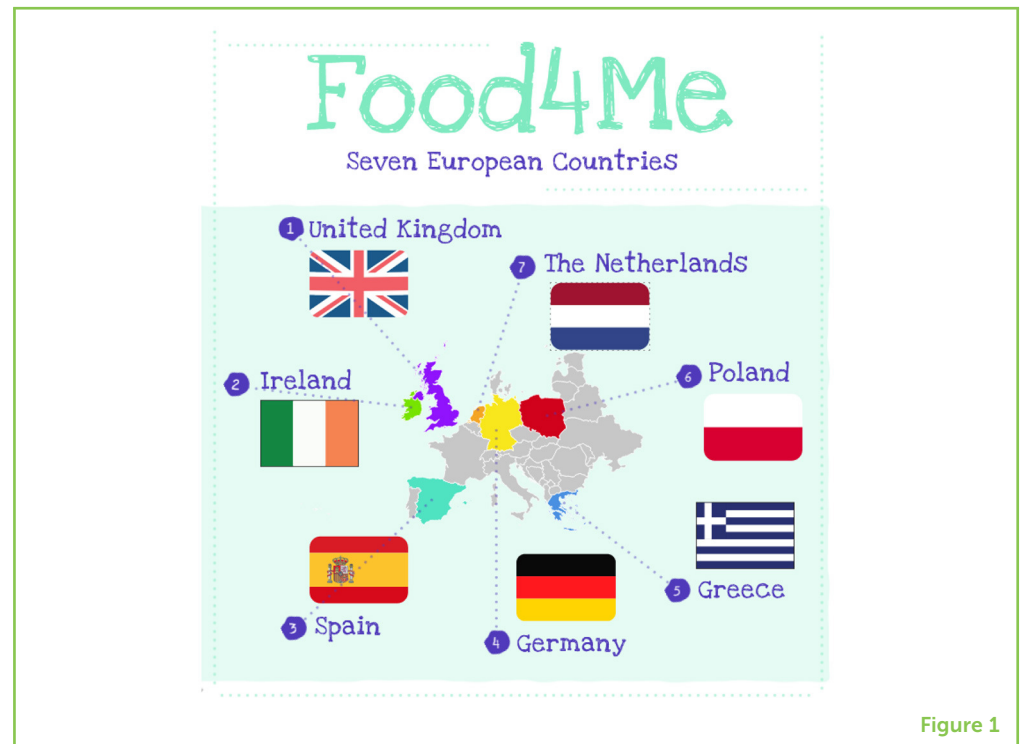 Food4Me
Seven European Countries
1 United Kingdom
7 The Netherlands
2 Ireland
6 Poland
5 Greece
3 Spain
4 Germany
Figure 1